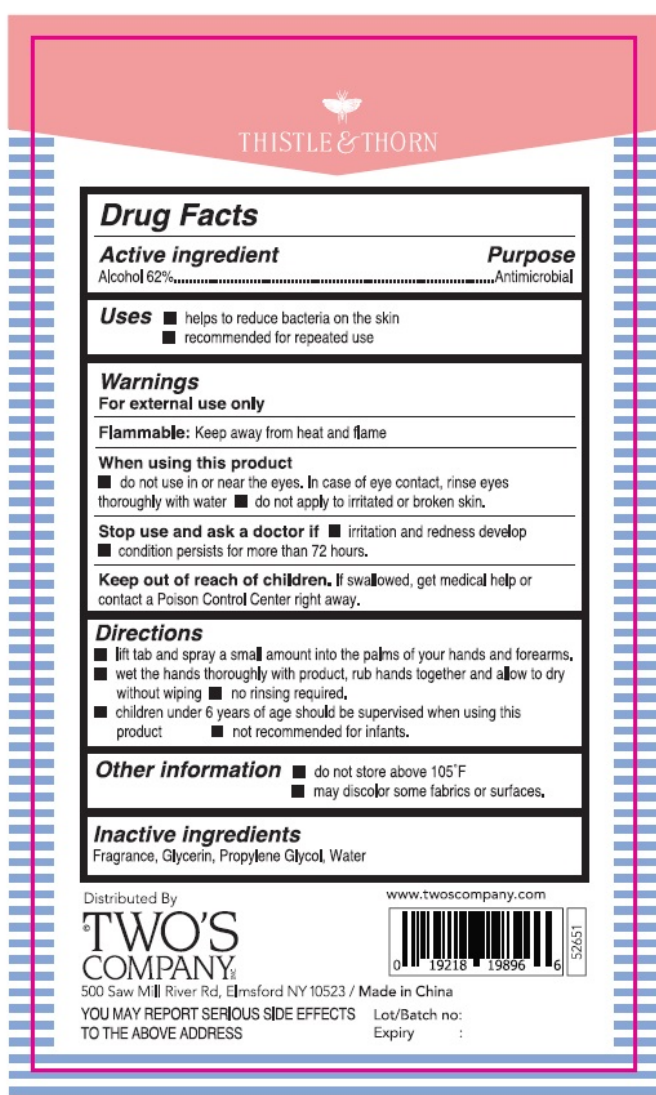 THISTLE & THORN
Drug Facts
Active ingredient Purpose
Alcohol 62%......Antimicrobial
Uses ■ helps to reduce bacteria on the skin
■ recommended for repeated use
Warnings
For external use only
Flammable: Keep away from heat and flame
When using this product
■ do not use in or near the eyes. In case of eye contact, rinse eyes
thoroughly with water ■ do not apply to irritated or broken skin.
Stop use and ask a doctor if ■ irritation and redness develop
■ condition persists for more than 72 hours.
Keep out of reach of children. If swallowed, get medical help or
contact a Poison Control Center right away.
Directions
■ lift tab and spray a small amount into the palms of your hands and forearms.
■ wet the hands thoroughly with product, rub hands together and allow to dry
without wiping ■ no rinsing required.
■ children under 6 years of age should be supervised when using this
product ■ not recommended for infants.
Other information ■ do not store above 105°F
■ may discolor some fabrics or surfaces.
Inactive ingredients
Fragrance, Glycerin, Propylene Glycol, Water
Distributed By
©TWO'S
COMPANY INC
www.twoscompany.com
0 19218 19896 6
52651
500 Saw Mill River Rd, Elmsford NY 10523 / Made in China
YOU MAY REPORT SERIOUS SIDE EFFECTS
TO THE ABOVE ADDRESS
Lot/Batch no:
Expiry :